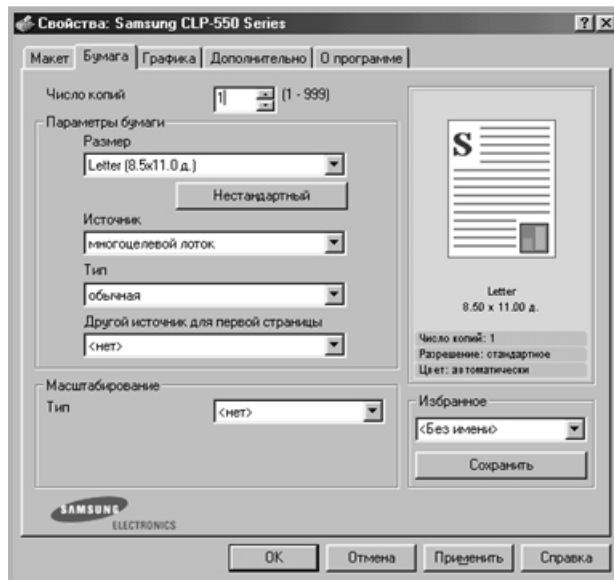 Свойства: Samsung CLP-550 Series
Макет Бумага Графика Дополнительно О программе
Число копий 1 (1 - 999)
Параметры бумаги
Размер
Letter (8.5x11.0 д.)
Нестандартный
Источник
многоцелевой лоток
Тип
обычная
Другой источник для первой страницы
<нет>
Масштабирование
Тип <нет>
S
Letter
8.50 x 11.00 д.
Число копий: 1
Разрешение: стандартное
Цвет: автоматически
Избранное
<Без имени>
Сохранить
SAMSUNG
ELECTRONICS
OK Отмена Применить Справка